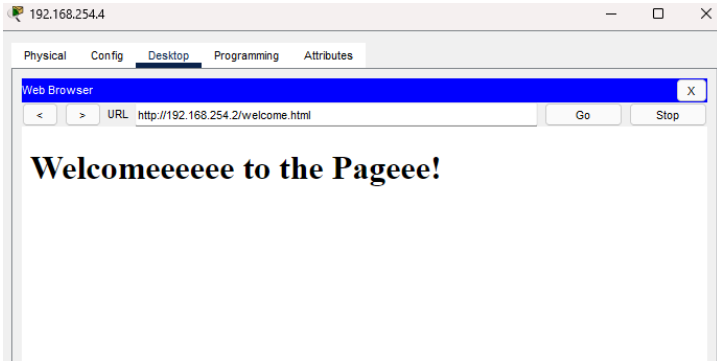 192.168.254.4
Physical Config Desktop Programming Attributes
Web Browser X
< > URL http://192.168.254.2/welcome.html Go Stop
Welcomeeeeee to the Pageee!